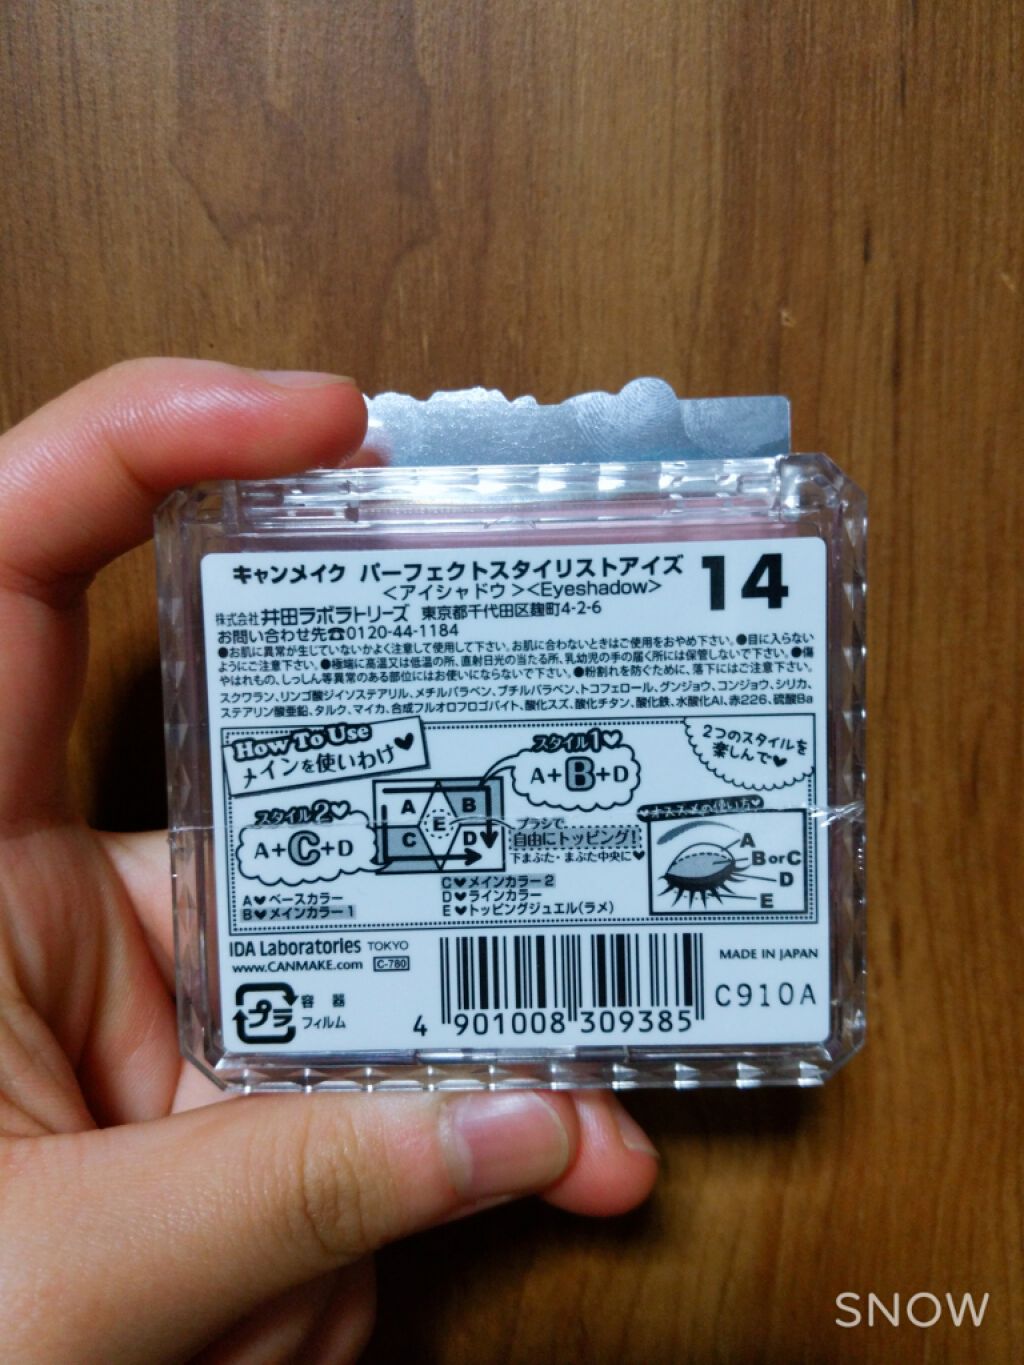 キャンメイク パーフェクトスタイリストアイズ 14
＜アイシャドウ＞＜Eyeshadow＞
株式会社井田ラボラトリーズ 東京都千代田区麹町4-2-6
お問い合わせ先☎0120-44-1184
●お肌に異常が生じていないかよく注意して使用して下さい。お肌に合わないときはご使用をおやめ下さい。●目に入らない
ようにご注意下さい。●極端に高温又は低温の所、直射日光の当たる所、乳幼児の手の届く所には保管しないで下さい。●傷
やはれもの、しっしん等異常のある部位にはお使いにならないで下さい。●粉割れを防ぐために、落下にはご注意下さい。
スクワラン、リンゴ酸ジイソステアリル、メチルパラベン、ブチルパラベン、トコフェロール、グンジョウ、コンジョウ、シリカ、
ステアリン酸亜鉛、タルク、マイカ、合成フルオロフロゴパイト、酸化スズ、酸化チタン、酸化鉄、水酸化Al、赤226、硫酸Ba
How To Use
メインを使いわけ♥
スタイル1♥
A+B+D
2つのスタイルを
楽しんで♥
スタイル2♥
A+C+D
A B
E
C D
ブラシで
自由にトッピング！
下まぶた・まぶた中央に♥
♥オススメの使い方♥
A
B or C
D
E
A♥ベースカラー
B♥メインカラー1
C♥メインカラー2
D♥ラインカラー
E♥トッピングジュエル(ラメ)
IDA Laboratories TOKYO
www.CANMAKE.com C-780
MADE IN JAPAN
C910A
プラ
容 器
フィルム
4 901008 309385
SNOW